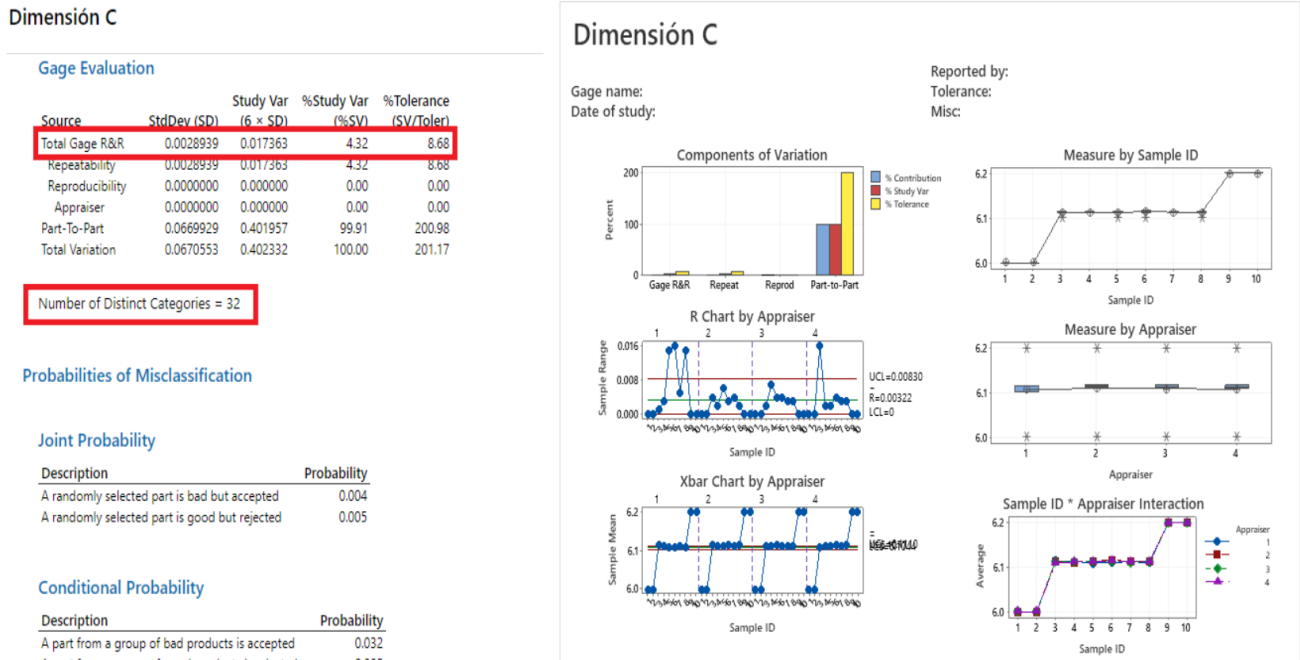 Dimensión C
Gage Evaluation
Study Var %Study Var %Tolerance
Source StdDev (SD) (6 × SD) (%SV) (SV/Toler)
Total Gage R&R 0.0028939 0.017363 4.32 8.68
Repeatability 0.0028939 0.017363 4.32 8.68
Reproducibility 0.0000000 0.000000 0.00 0.00
Appraiser 0.0000000 0.000000 0.00 0.00
Part-To-Part 0.0669929 0.401957 99.91 200.98
Total Variation 0.0670553 0.402332 100.00 201.17
Number of Distinct Categories = 32
Probabilities of Misclassification
Joint Probability
Description Probability
A randomly selected part is bad but accepted 0.004
A randomly selected part is good but rejected 0.005
Conditional Probability
Description Probability
A part from a group of bad products is accepted 0.032
Dimensión C
Gage name:
Date of study:
Reported by:
Tolerance:
Misc:
Components of Variation
200
100
0
Percent
Gage R&R Repeat Reprod Part-to-Part
% Contribution
% Study Var
% Tolerance
R Chart by Appraiser
1 2 3 4
0.016
0.008
0.000
Sample Range
UCL=0.00830
R=0.00322
LCL=0
Sample ID
Xbar Chart by Appraiser
1 2 3 4
6.2
6.1
6.0
Sample Mean
Sample ID
Measure by Sample ID
6.2
6.1
6.0
1 2 3 4 5 6 7 8 9 10
Sample ID
Measure by Appraiser
6.2
6.1
6.0
1 2 3 4
Appraiser
Sample ID * Appraiser Interaction
6.2
6.1
6.0
Average
1 2 3 4 5 6 7 8 9 10
Sample ID
Appraiser
1
2
3
4